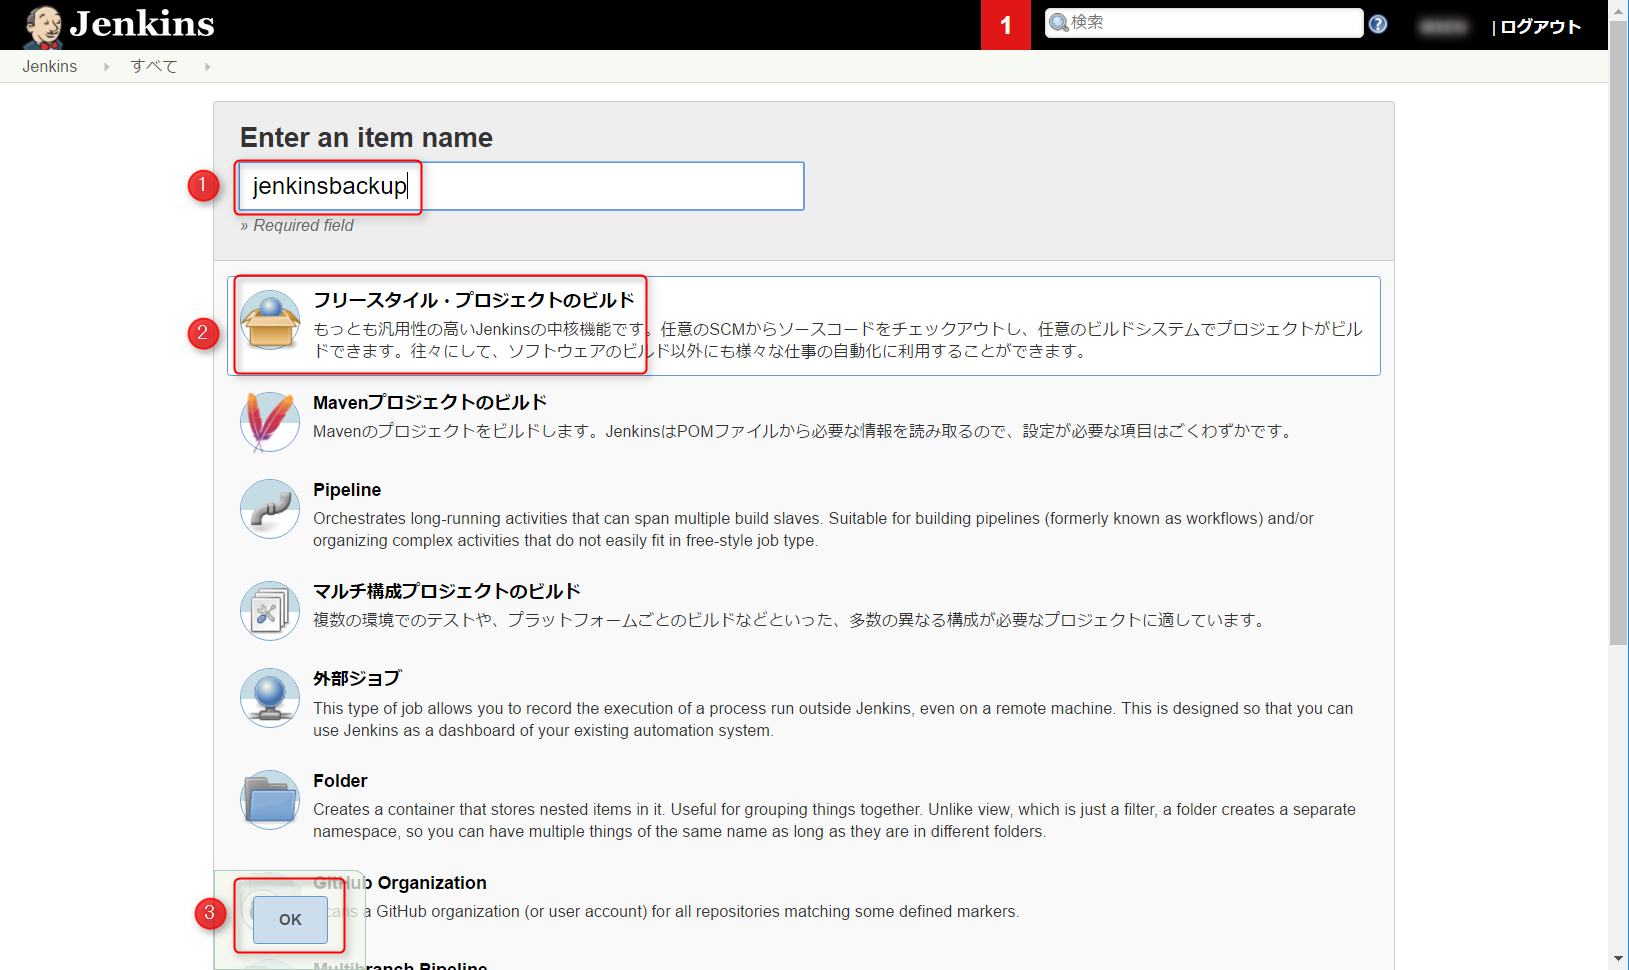 Jenkins
1
検索
?
| ログアウト
Jenkins
すべて
Enter an item name
1
jenkinsbackup
» Required field
2
フリースタイル・プロジェクトのビルド
もっとも汎用性の高いJenkinsの中核機能です。任意のSCMからソースコードをチェックアウトし、任意のビルドシステムでプロジェクトがビル
ドできます。往々にして、ソフトウェアのビルド以外にも様々な仕事の自動化に利用することができます。
Mavenプロジェクトのビルド
Mavenのプロジェクトをビルドします。JenkinsはPOMファイルから必要な情報を読み取るので、設定が必要な項目はごくわずかです。
Pipeline
Orchestrates long-running activities that can span multiple build slaves. Suitable for building pipelines (formerly known as workflows) and/or
organizing complex activities that do not easily fit in free-style job type.
マルチ構成プロジェクトのビルド
複数の環境でのテストや、プラットフォームごとのビルドなどといった、多数の異なる構成が必要なプロジェクトに適しています。
外部ジョブ
This type of job allows you to record the execution of a process run outside Jenkins, even on a remote machine. This is designed so that you can
use Jenkins as a dashboard of your existing automation system.
Folder
Creates a container that stores nested items in it. Useful for grouping things together. Unlike view, which is just a filter, a folder creates a separate
namespace, so you can have multiple things of the same name as long as they are in different folders.
GitHub Organization
Scans a GitHub organization (or user account) for all repositories matching some defined markers.
3
OK
Multibranch Pipeline